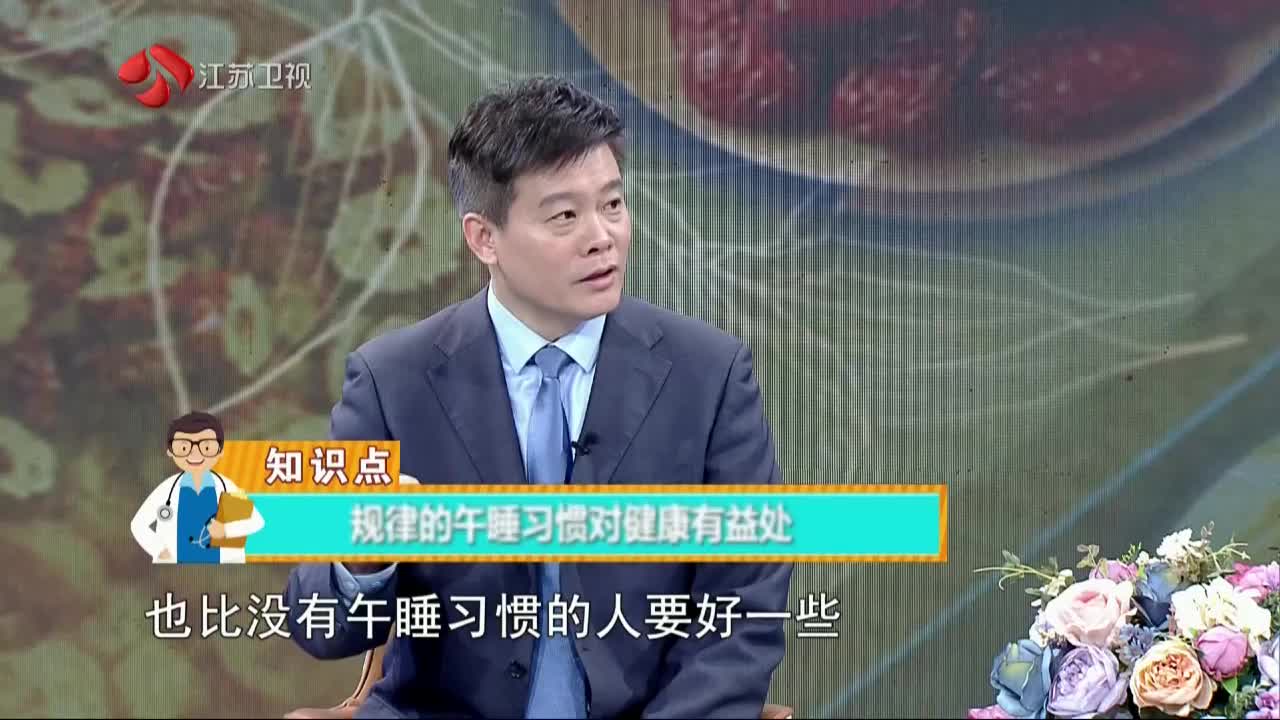 江苏卫视
知识点
规律的午睡习惯对健康有益处
也比没有午睡习惯的人要好一些